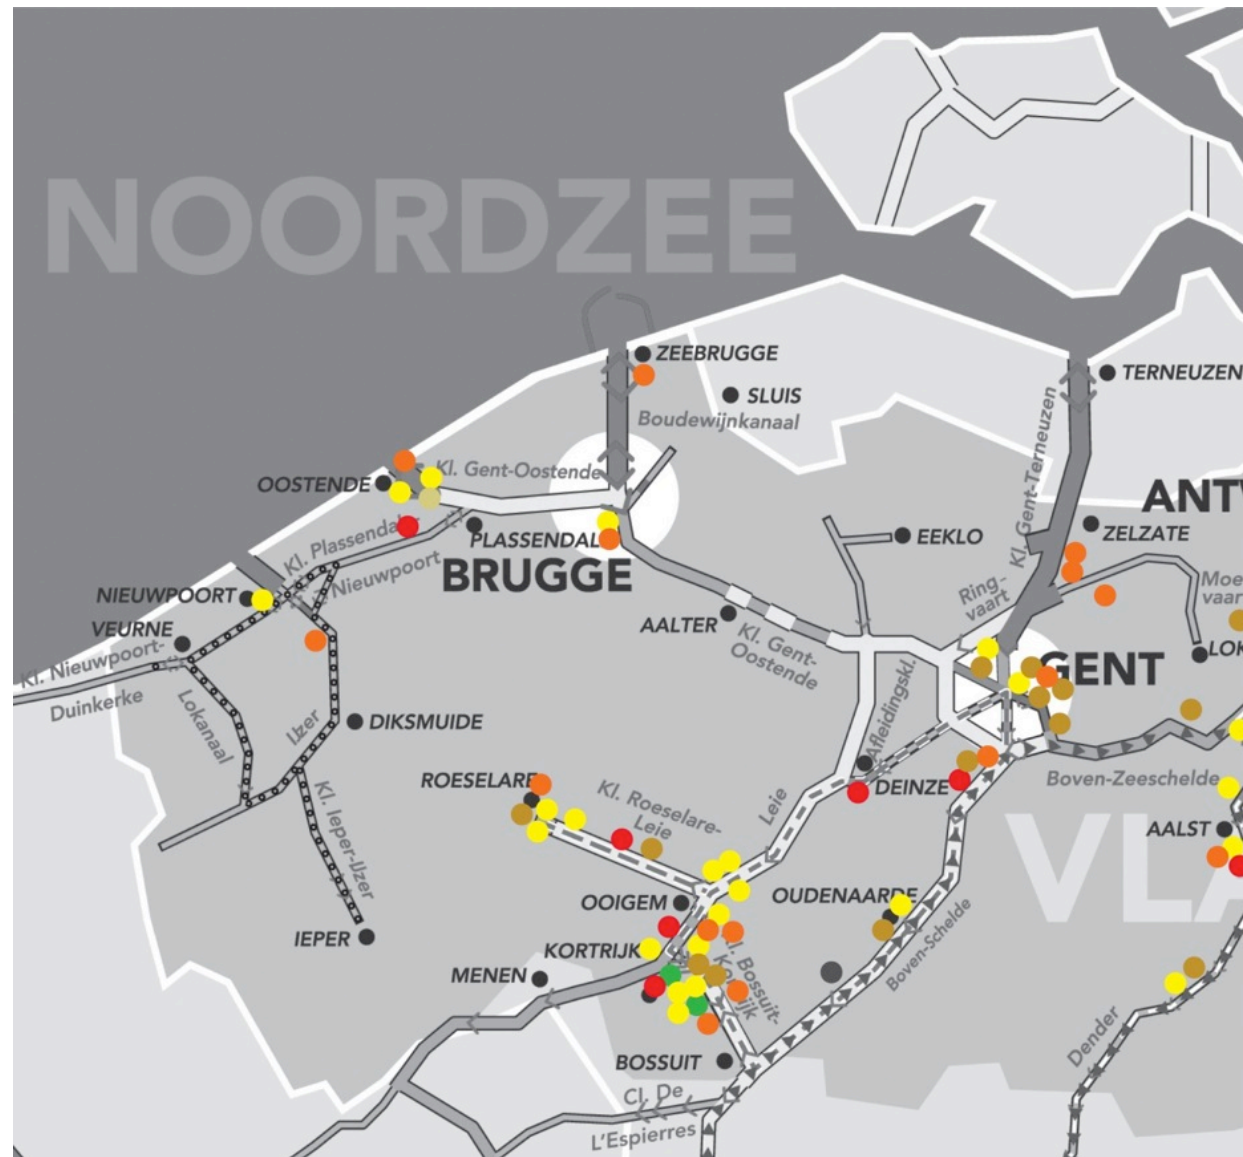 NOORDZEE
ZEEBRUGGE
TERNEUZEN
SLUIS
Boudewijnkanaal
Kl. Gent-Terneuzen
Kl. Gent-Oostende
OOSTENDE
ANTW
ZELZATE
EEKLO
Kl. Plassendale
Nieuwpoort
PLASSENDAL
BRUGGE
Ring-
vaart
Moe
vaar
NIEUWPOORT
AALTER
Kl. Gent-
Oostende
VEURNE
LOK
GENT
Kl. Nieuwpoort-
Duinkerke
Lokanaal
IJzer
DIKSMUIDE
Afleidingskl.
Boven-Zeeschelde
ROESELARE
Kl. Ieper-IJzer
Kl. Roeselare-
Leie
Leie
DEINZE
AALST
VLA
OUDENAARDE
OOIGEM
IEPER
KORTRIJK
Kl. Bossuit-
Kortrijk
Boven-Schelde
MENEN
Dender
BOSSUIT
Cl. De
L'Espierres